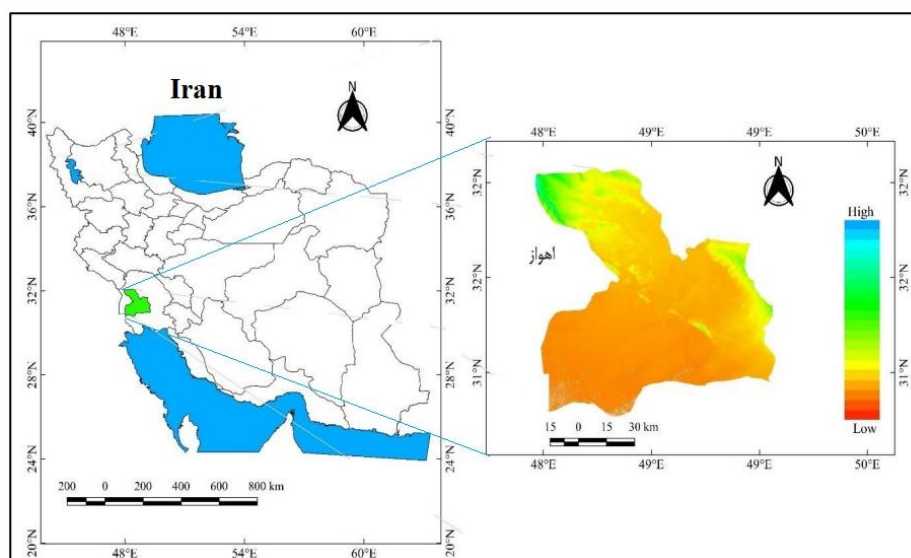 48°E
54°E
60°E
Iran
N
40°N
36°N
32°N
28°N
24°N
20°N
40°N
36°N
32°N
28°N
24°N
20°N
200 0 200 400 600 800 km
48°E
54°E
60°E
48°E
49°E
49°E
50°E
N
32°N
32°N
31°N
32°N
32°N
31°N
اهواز
High
Low
15 0 15 30 km
48°E
49°E
49°E
50°E